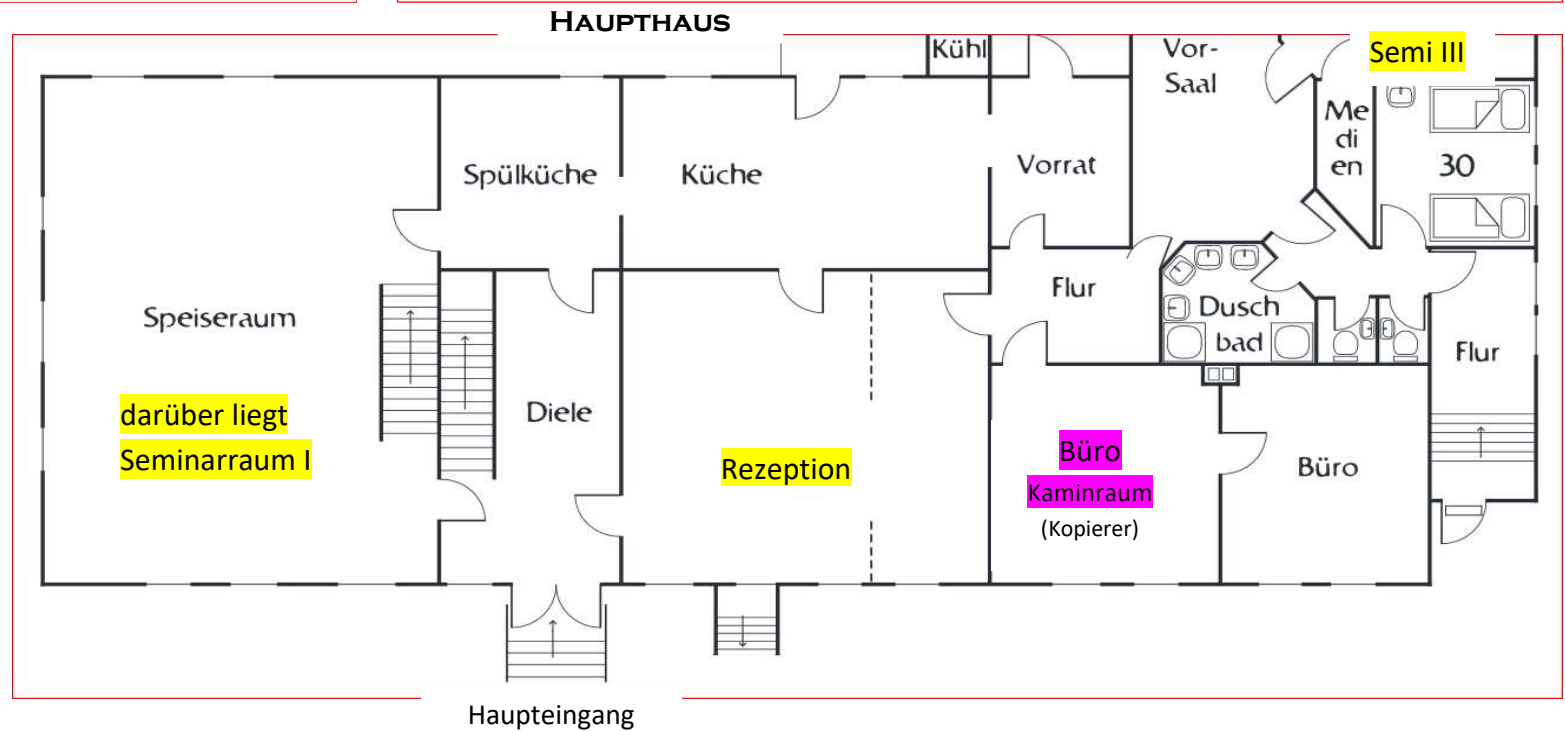 HAUPTHAUS
Kühl
Vor-
Saal
Semi III
Me
di
en
30
Spülküche
Küche
Vorrat
Speiseraum
Flur
Dusch
bad
Flur
darüber liegt
Seminarraum I
Diele
Rezeption
Büro
Kaminraum
(Kopierer)
Büro
Haupteingang